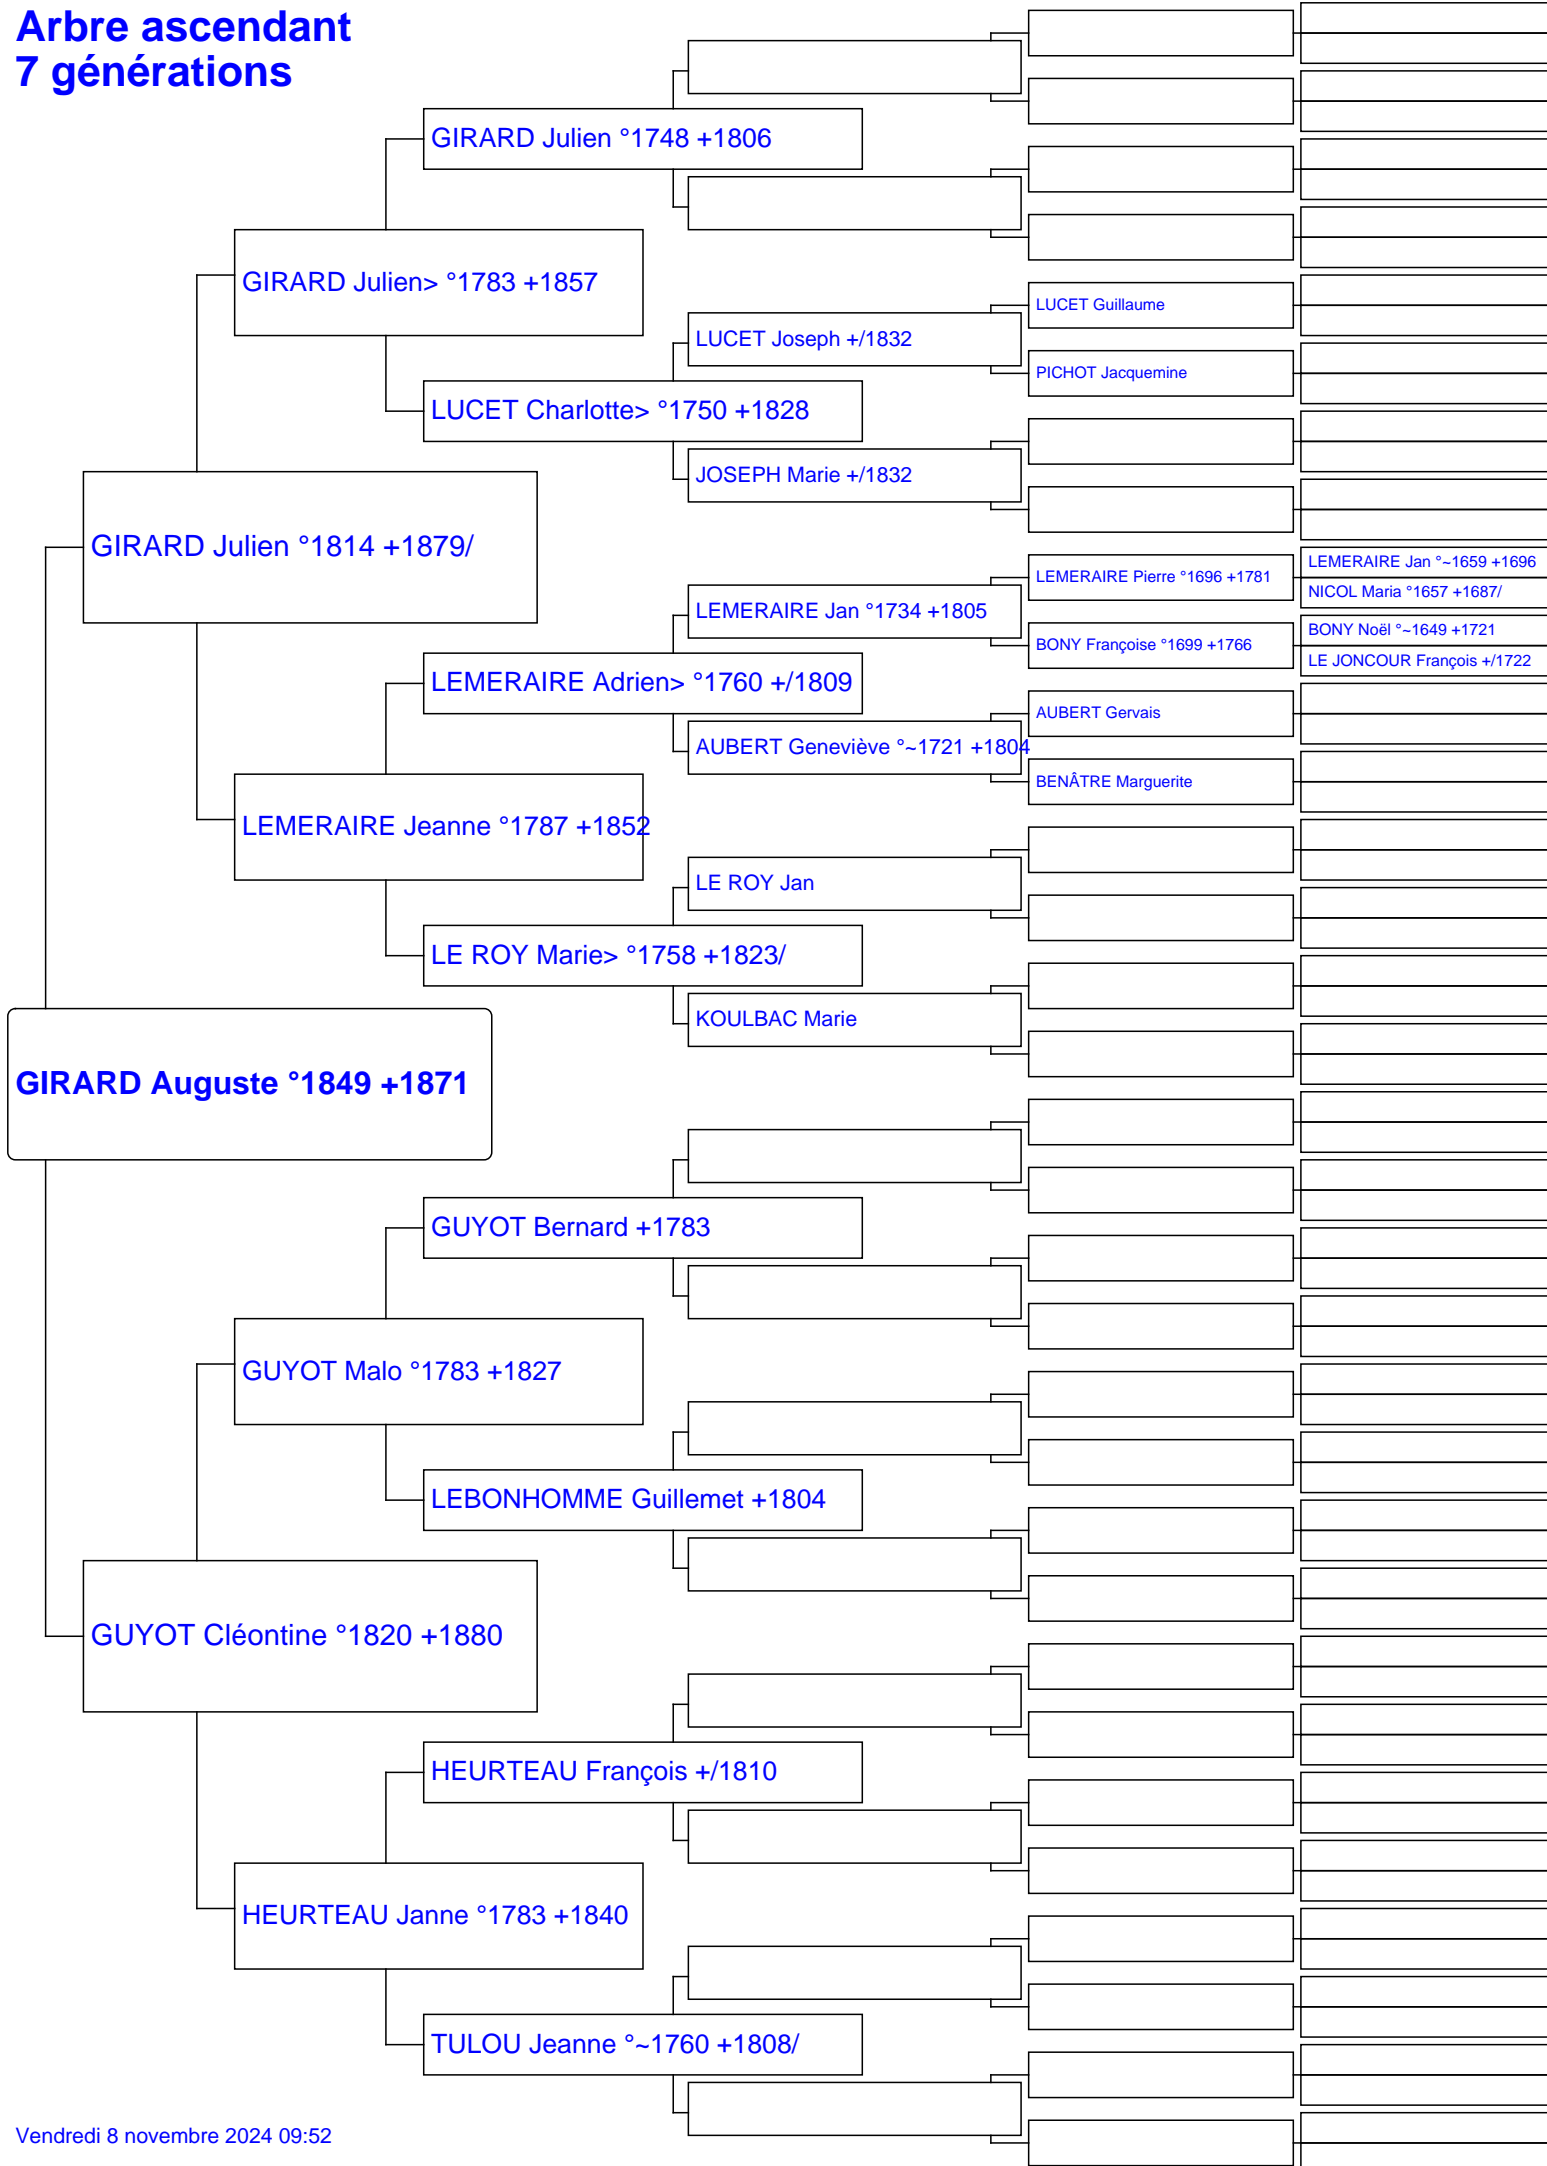 Arbre ascendant
7 générations
GIRARD Julien °1748 +1806
GIRARD Julien> °1783 +1857
LUCET Guillaume
LUCET Joseph +/1832
PICHOT Jacquemine
LUCET Charlotte> °1750 +1828
JOSEPH Marie +/1832
GIRARD Julien °1814 +1879/
LEMERAIRE Jan °~1659 +1696
LEMERAIRE Pierre °1696 +1781
NICOL Maria °1657 +1687/
LEMERAIRE Jan °1734 +1805
BONY Noël °~1649 +1721
BONY Françoise °1699 +1766
LE JONCOUR François +/1722
LEMERAIRE Adrien> °1760 +/1809
AUBERT Gervais
AUBERT Geneviève °~1721 +1804
BENÂTRE Marguerite
LEMERAIRE Jeanne °1787 +1852
LE ROY Jan
LE ROY Marie> °1758 +1823/
KOULBAC Marie
GIRARD Auguste °1849 +1871
GUYOT Bernard +1783
GUYOT Malo °1783 +1827
LEBONHOMME Guillemet +1804
GUYOT Cléontine °1820 +1880
HEURTEAU François +/1810
HEURTEAU Janne °1783 +1840
TULOU Jeanne °~1760 +1808/
Vendredi 8 novembre 2024 09:52